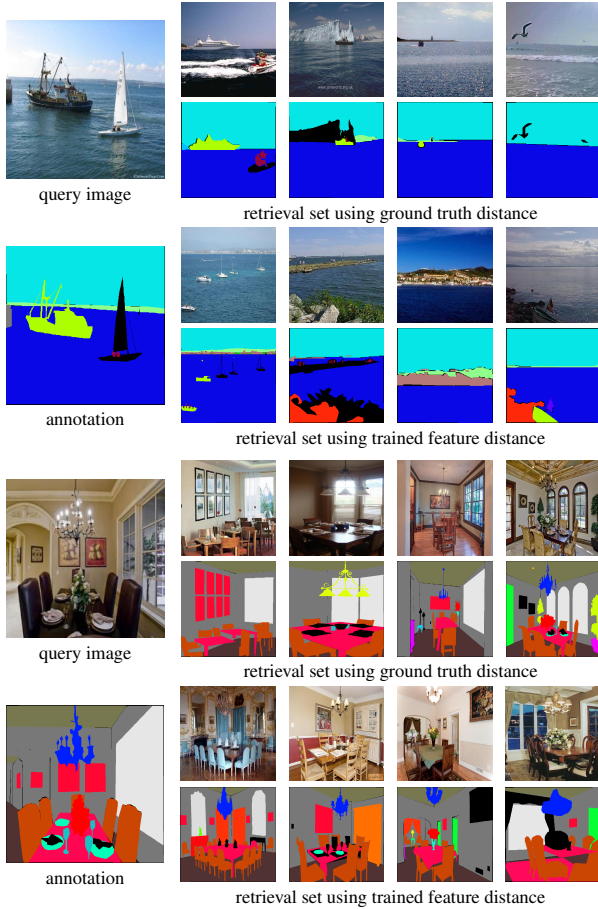 query image
retrieval set using ground truth distance
annotation
retrieval set using trained feature distance
query image
retrieval set using ground truth distance
annotation
retrieval set using trained feature distance